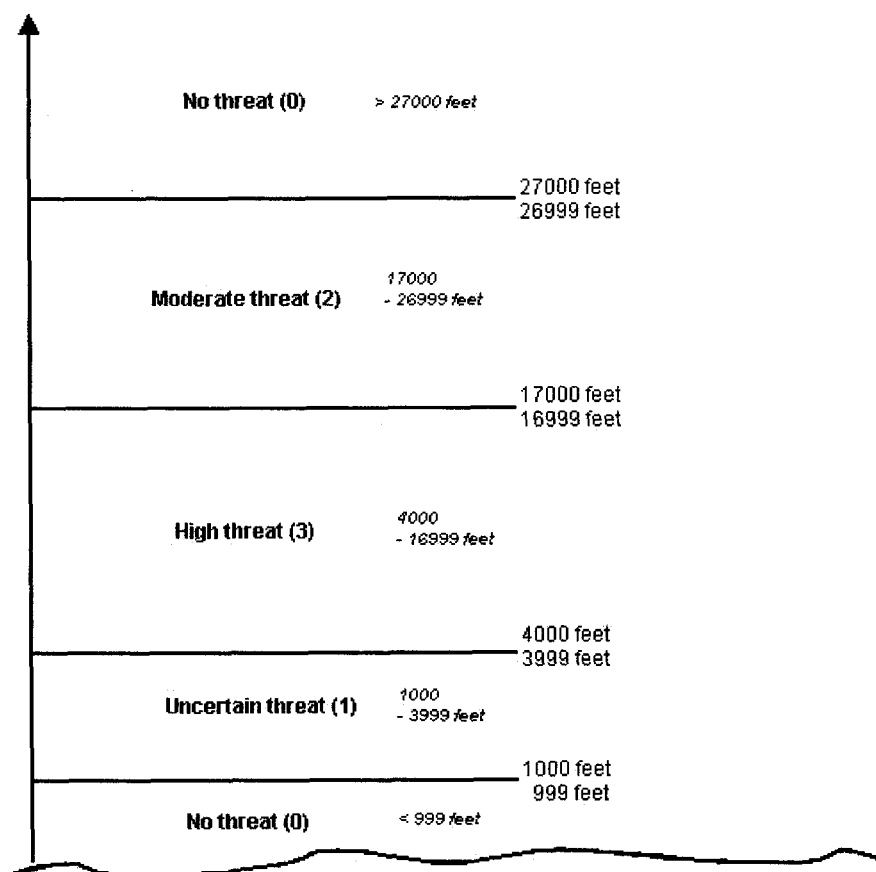 No threat (0) > 27000 feet
27000 feet
26999 feet
Moderate threat (2) 17000
- 26999 feet
17000 feet
16999 feet
High threat (3) 4000
- 16999 feet
4000 feet
3999 feet
Uncertain threat (1) 1000
- 3999 feet
1000 feet
999 feet
No threat (0) < 999 feet